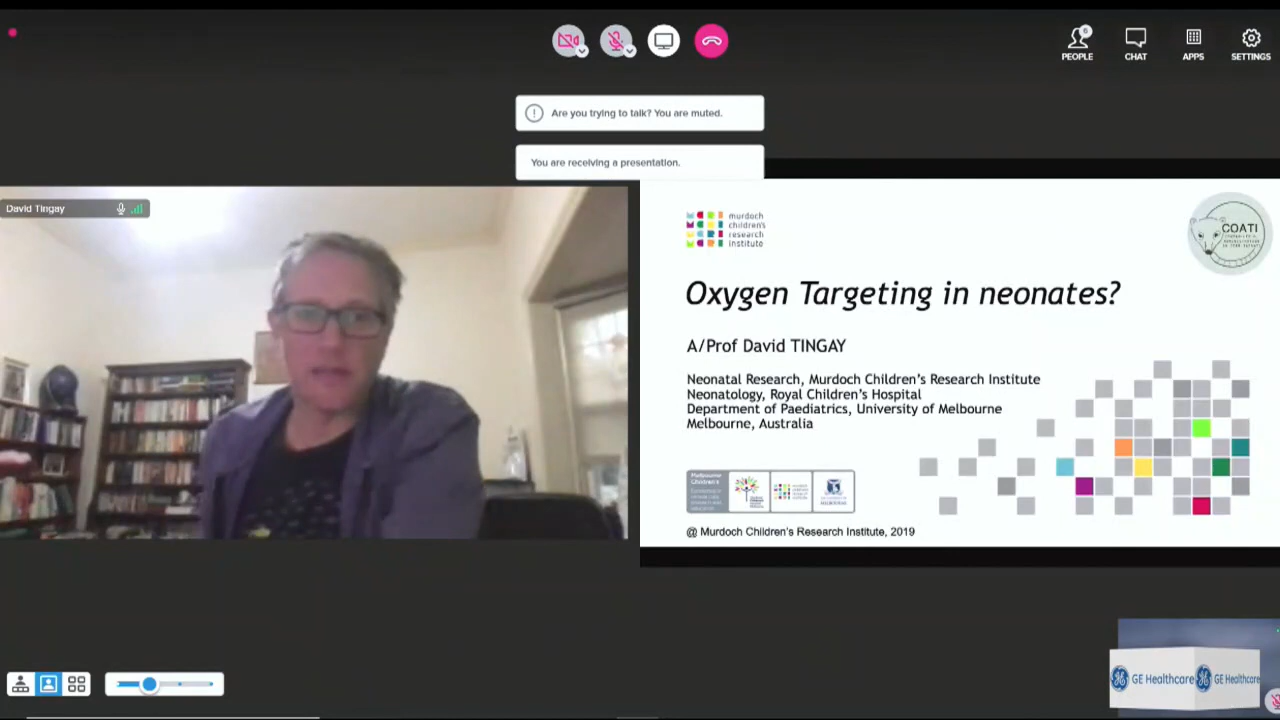 PEOPLE
CHAT
APPS
SETTINGS
Are you trying to talk? You are muted.
You are receiving a presentation.
David Tingay
murdoch
children's
research
institute
COATI
Oxygen Targeting in neonates?
A/Prof David TINGAY
Neonatal Research, Murdoch Children's Research Institute
Neonatology, Royal Children's Hospital
Department of Paediatrics, University of Melbourne
Melbourne, Australia
Melbourne
Children's
@ Murdoch Children's Research Institute, 2019
GE Healthcare
GE Healthcare